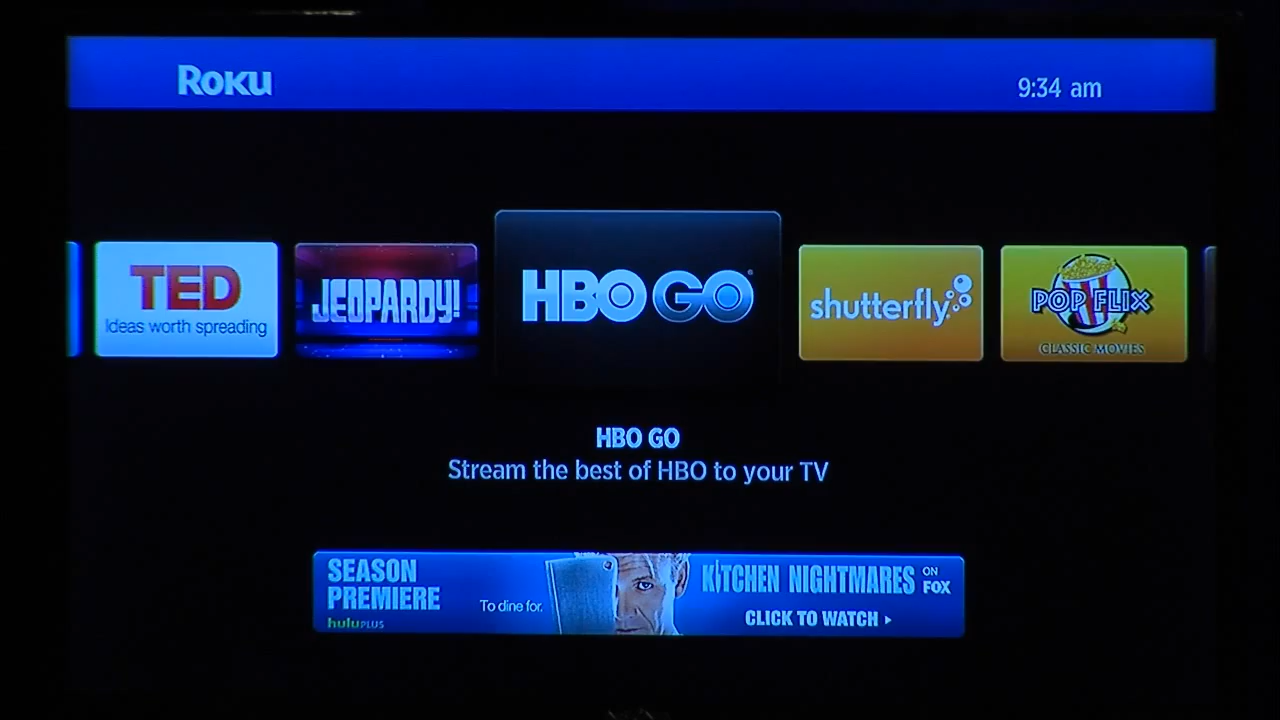 Roku
9:34 am
TED
Ideas worth spreading
JEOPARDY!
HBO GO
shutterfly
POP FLIX
CLASSIC MOVIES
HBO GO
Stream the best of HBO to your TV
SEASON
PREMIERE
huluPLUS
To dine for.
KITCHEN NIGHTMARES
ON
FOX
CLICK TO WATCH